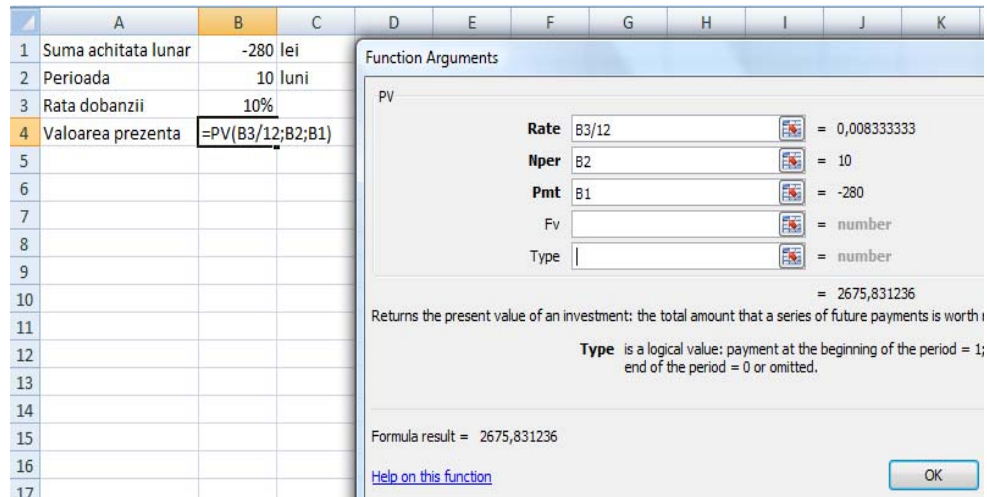 A B C D E F G H I J K
1 Suma achitata lunar -280 lei
2 Perioada 10 luni
3 Rata dobanzii 10%
4 Valoarea prezenta =PV(B3/12;B2;B1)
5
6
7
8
9
10
11
12
13
14
15
16
17
Function Arguments
PV
Rate B3/12 = 0,008333333
Nper B2 = 10
Pmt B1 = -280
Fv = number
Type = number
= 2675,831236
Returns the present value of an investment: the total amount that a series of future payments is worth
Type is a logical value: payment at the beginning of the period = 1;
end of the period = 0 or omitted.
Formula result = 2675,831236
Help on this function
OK